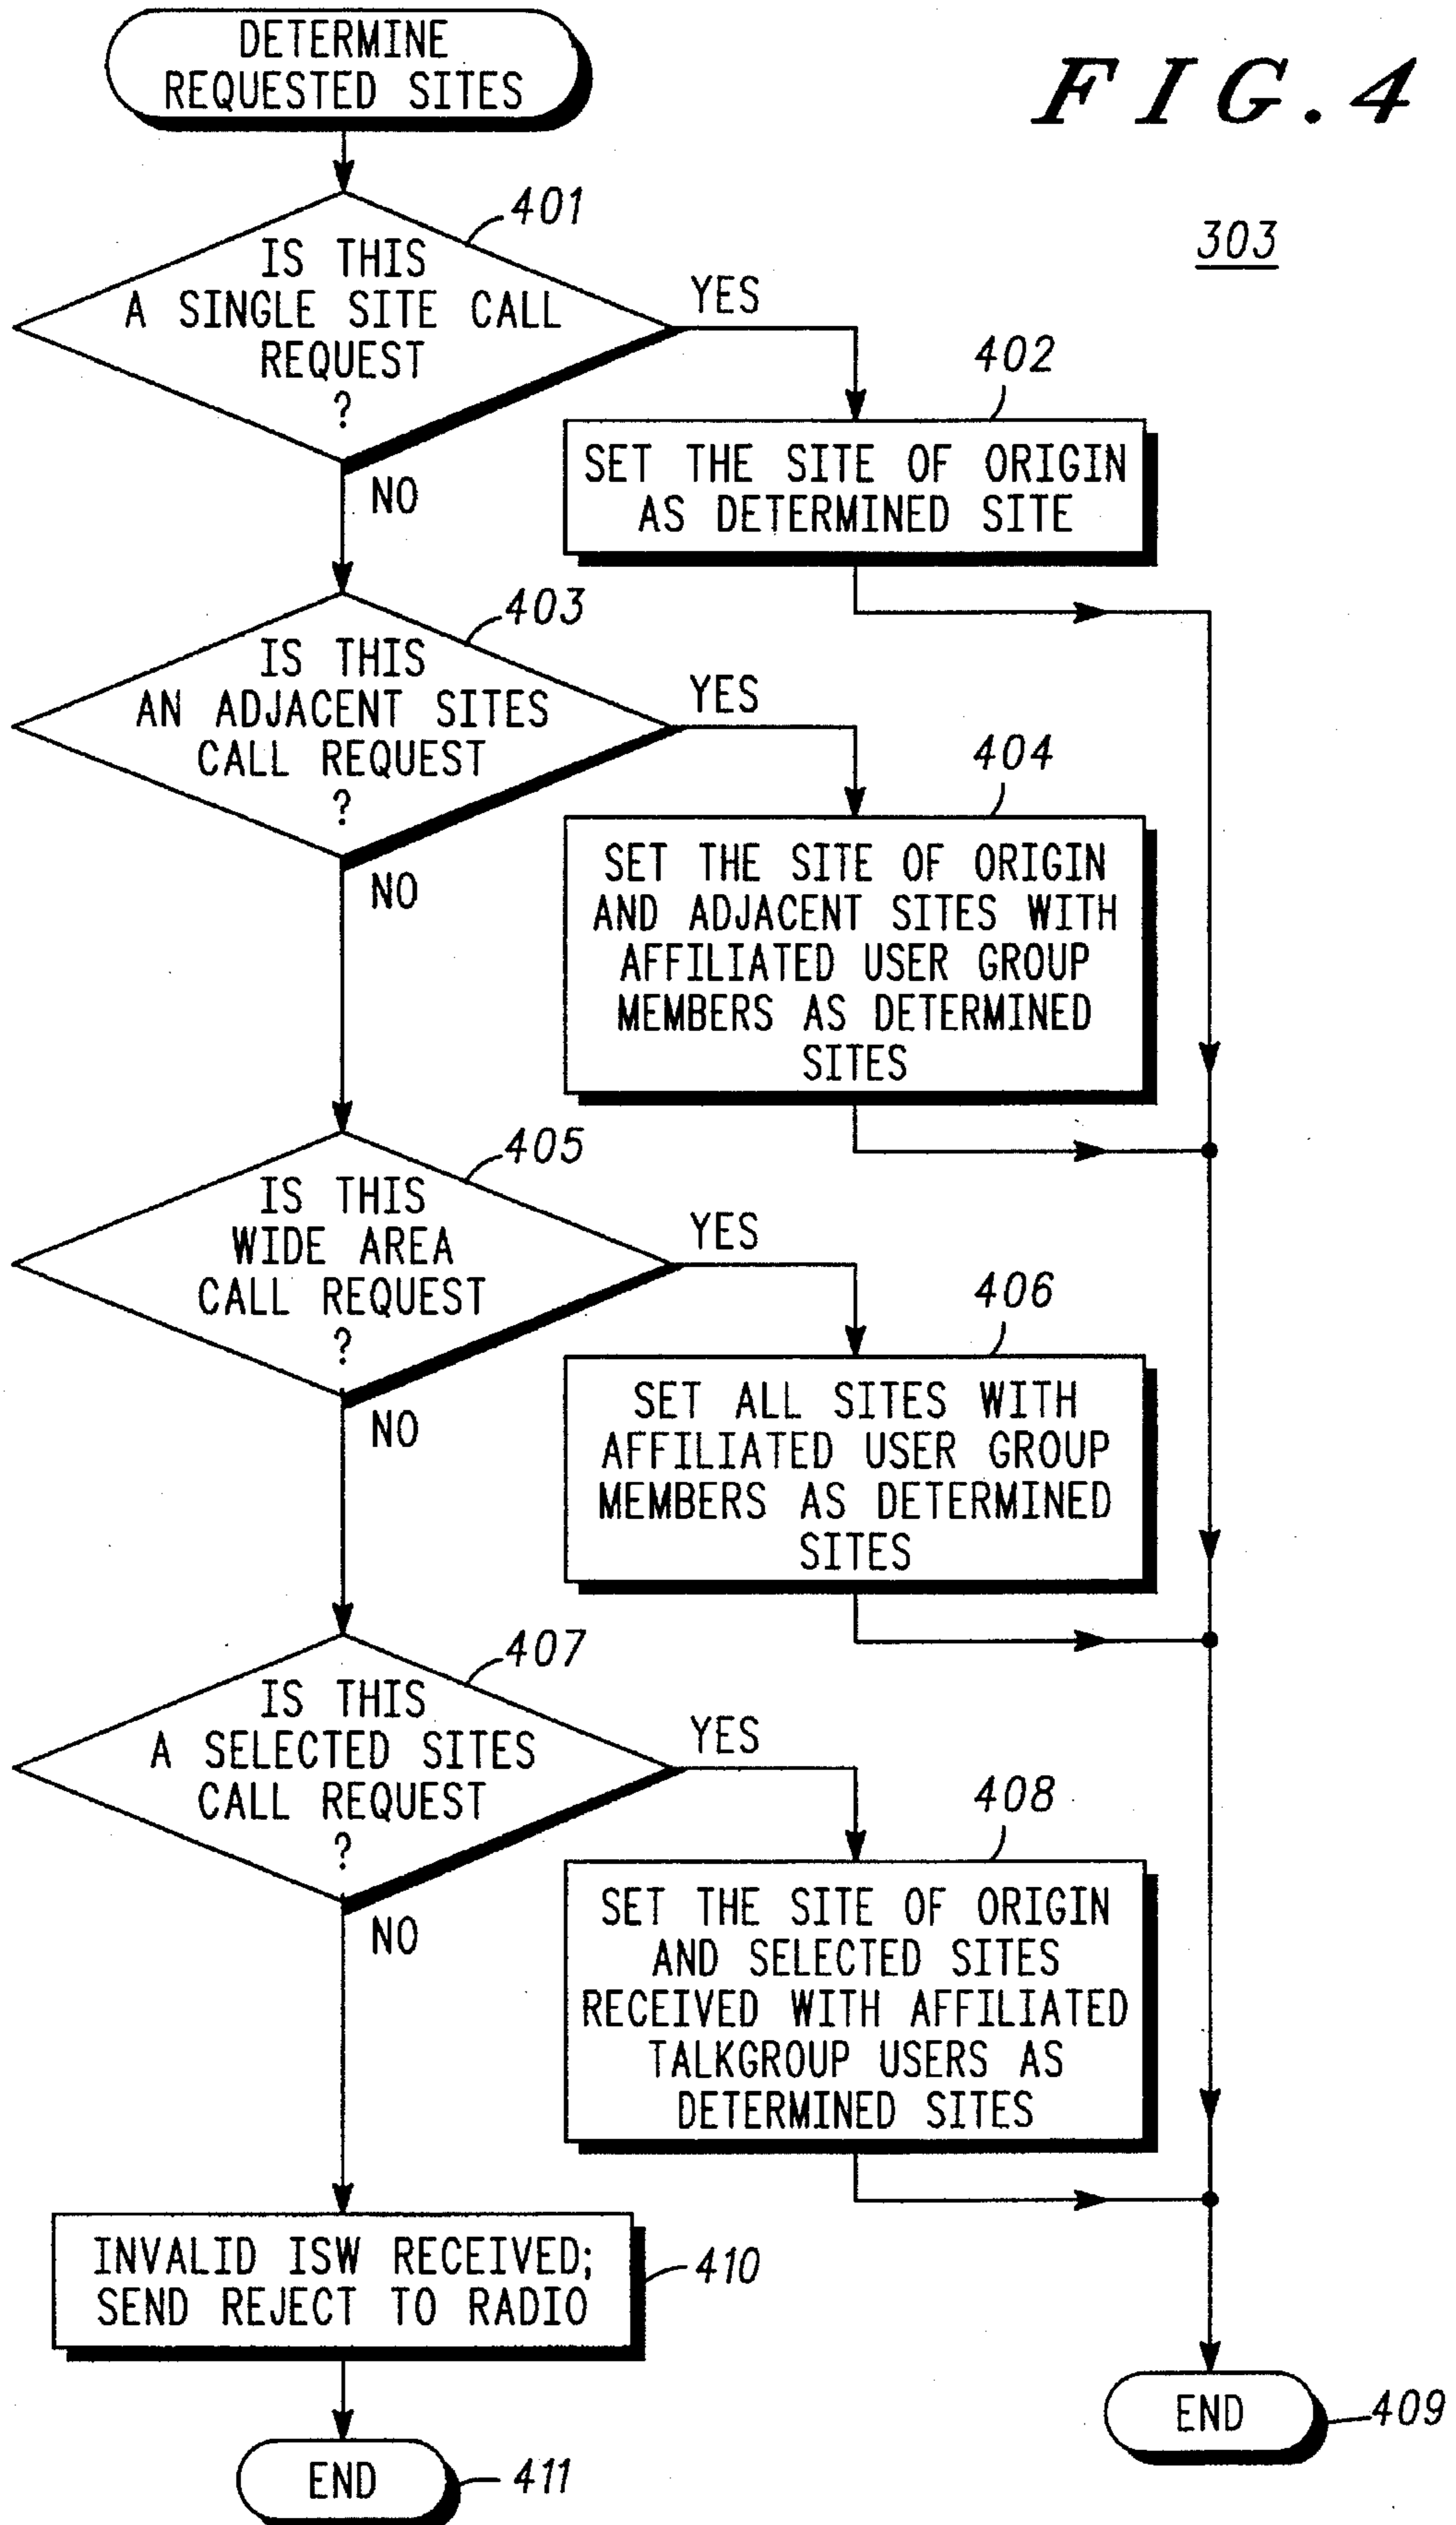 DETERMINE
REQUESTED SITES
FIG. 4
303
401
IS THIS
A SINGLE SITE CALL
REQUEST
?
YES
NO
402
SET THE SITE OF ORIGIN
AS DETERMINED SITE
403
IS THIS
AN ADJACENT SITES
CALL REQUEST
?
YES
NO
404
SET THE SITE OF ORIGIN
AND ADJACENT SITES WITH
AFFILIATED USER GROUP
MEMBERS AS DETERMINED
SITES
405
IS THIS
WIDE AREA
CALL REQUEST
?
YES
NO
406
SET ALL SITES WITH
AFFILIATED USER GROUP
MEMBERS AS DETERMINED
SITES
407
IS THIS
A SELECTED SITES
CALL REQUEST
?
YES
NO
408
SET THE SITE OF ORIGIN
AND SELECTED SITES
RECEIVED WITH AFFILIATED
TALKGROUP USERS AS
DETERMINED SITES
INVALID ISW RECEIVED;
SEND REJECT TO RADIO
410
END
411
END
409